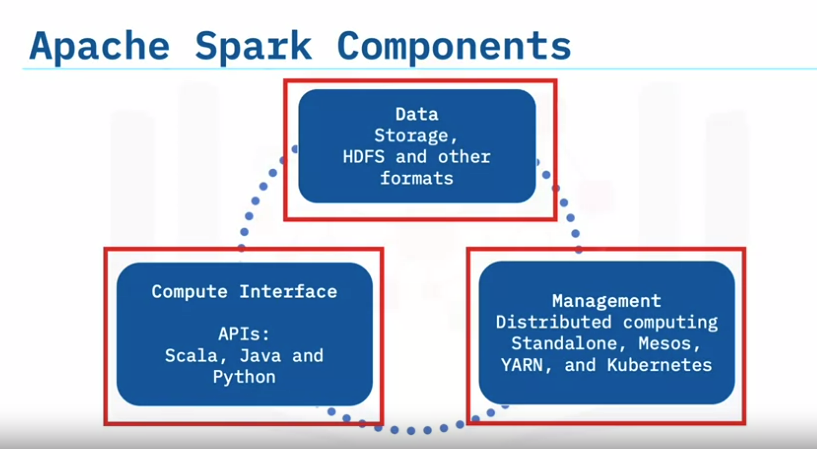 Apache Spark Components
Data
Storage,
HDFS and other
formats
Compute Interface
APIs:
Scala, Java and
Python
Management
Distributed computing
Standalone, Mesos,
YARN, and Kubernetes